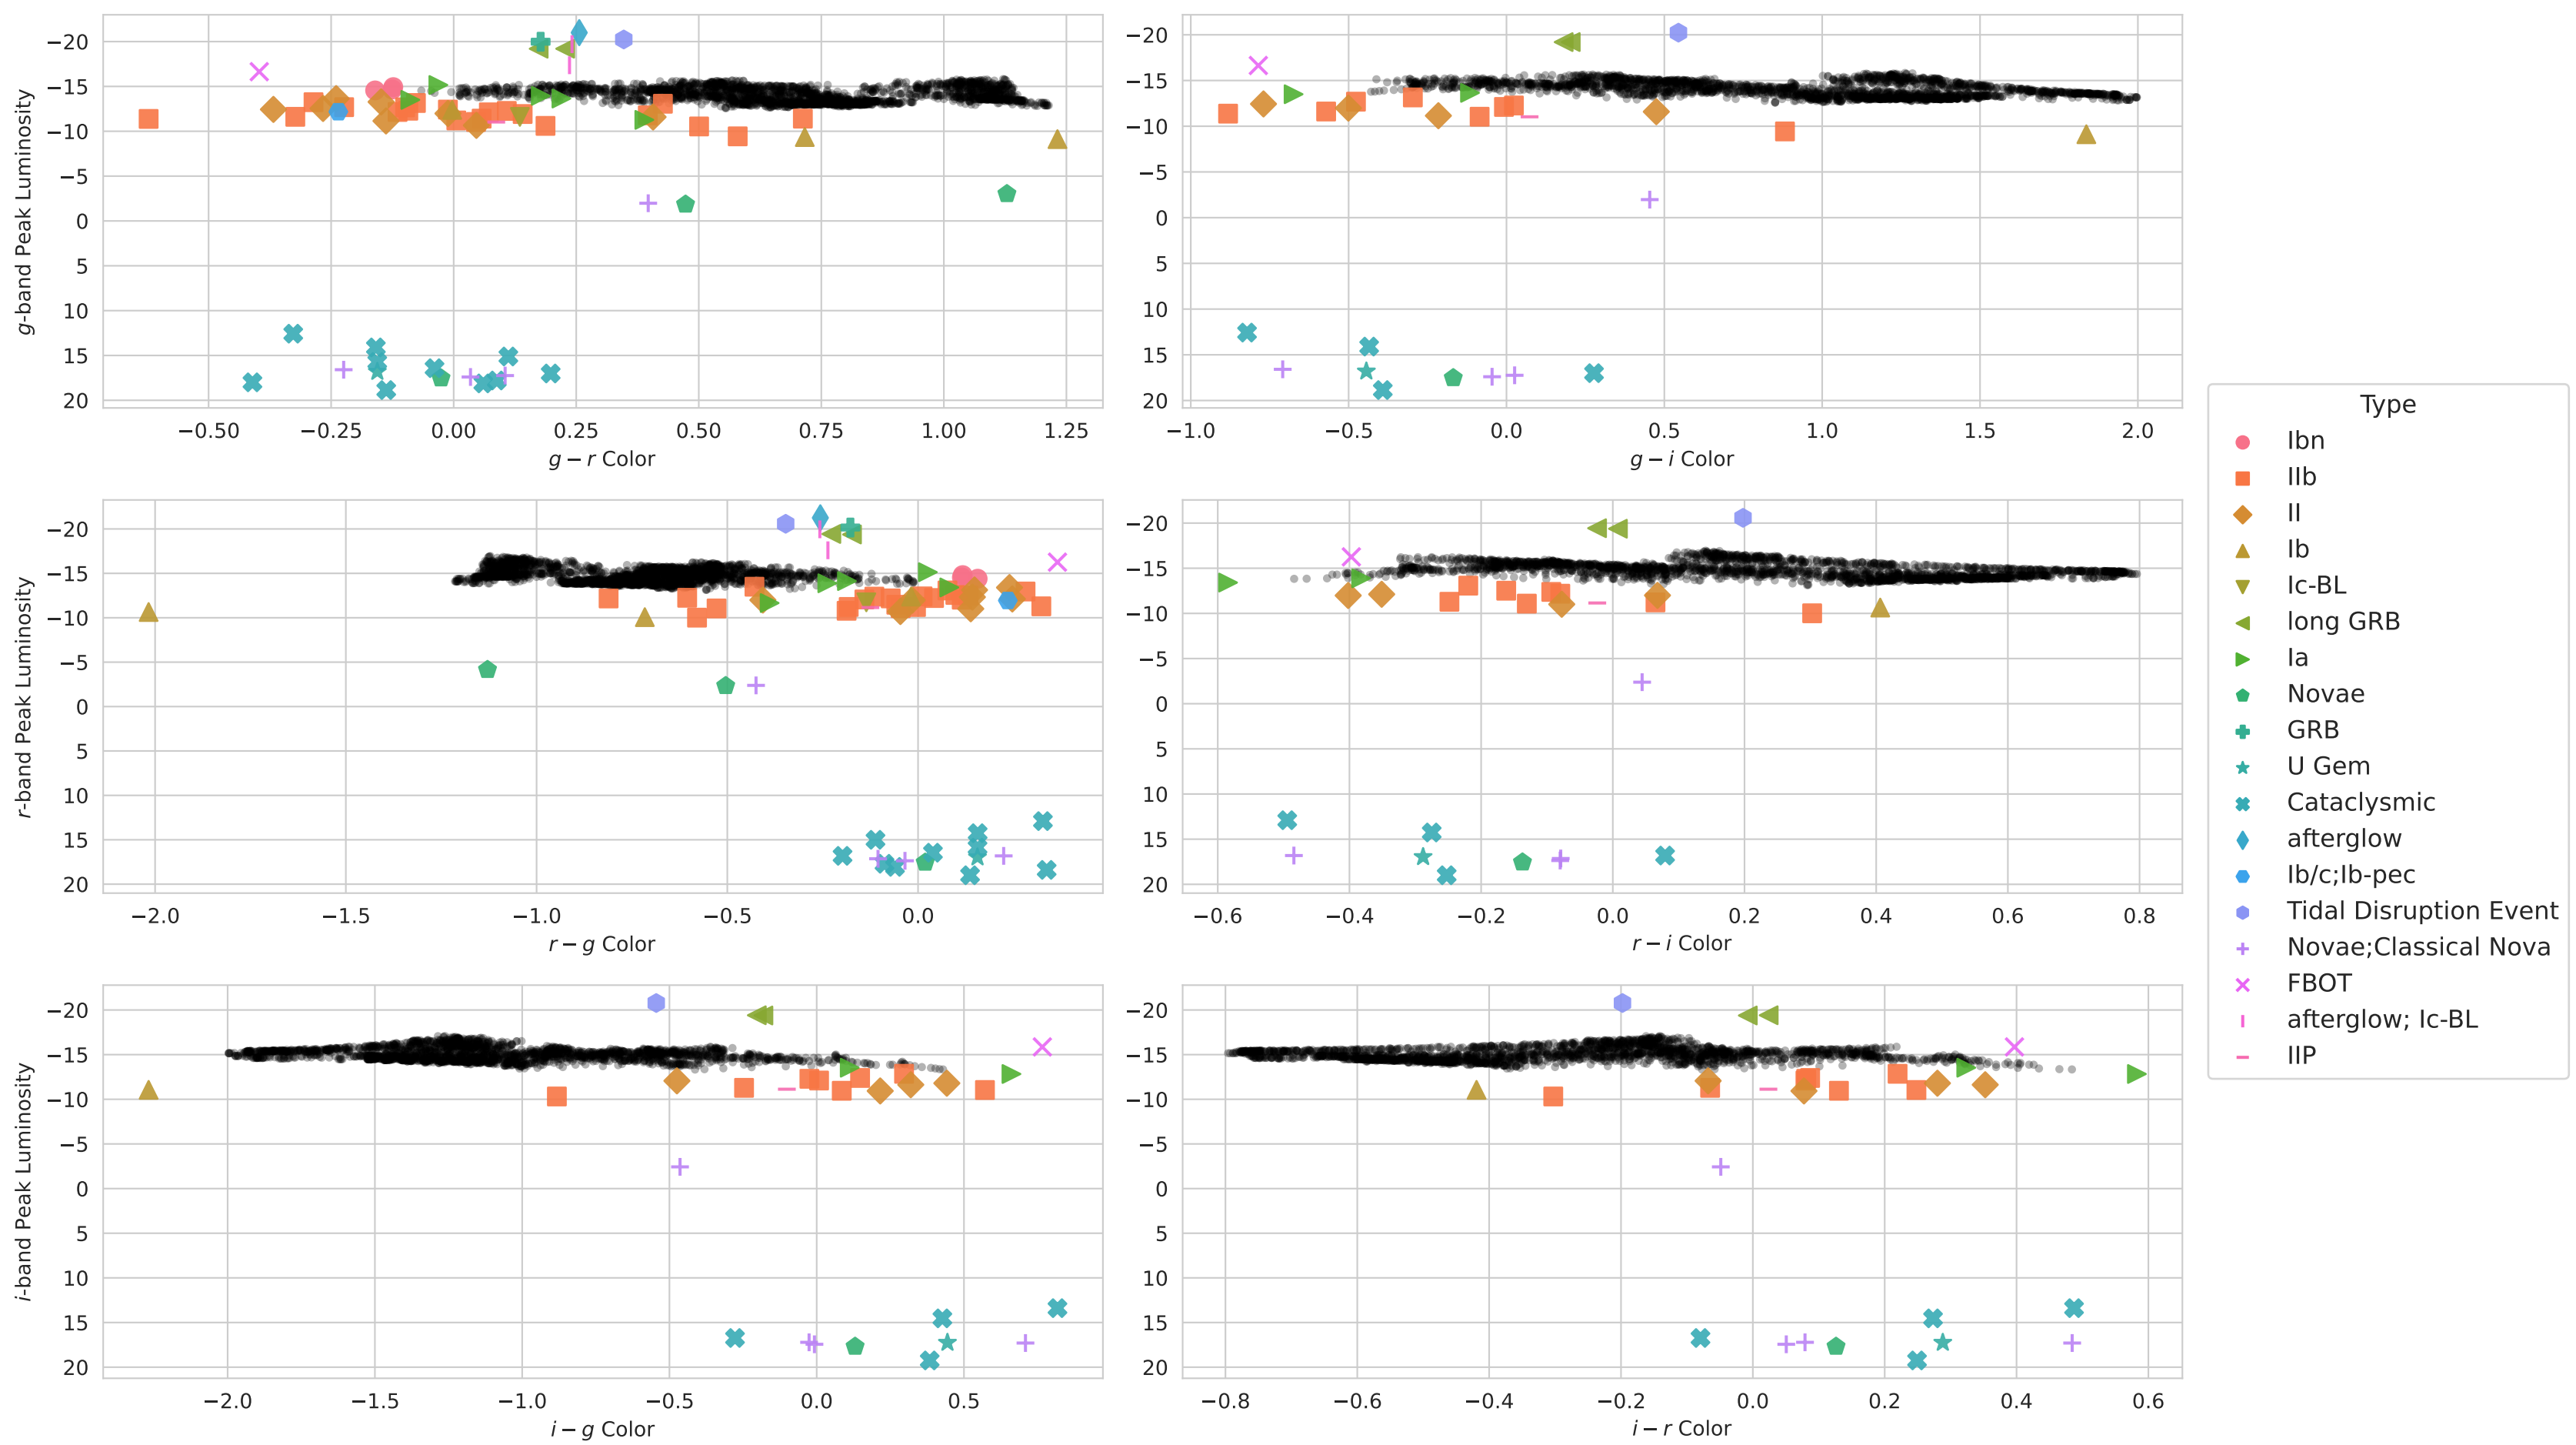 −20
−15
−10
−5
0
5
10
15
20
g-band Peak Luminosity
−0.50 −0.25 0.00 0.25 0.50 0.75 1.00 1.25
g − r Color
−20
−15
−10
−5
0
5
10
15
20
−1.0 −0.5 0.0 0.5 1.0 1.5 2.0
g − i Color
−20
−15
−10
−5
0
5
10
15
20
r-band Peak Luminosity
−2.0 −1.5 −1.0 −0.5 0.0
r − g Color
−20
−15
−10
−5
0
5
10
15
20
−0.6 −0.4 −0.2 0.0 0.2 0.4 0.6 0.8
r − i Color
−20
−15
−10
−5
0
5
10
15
20
i-band Peak Luminosity
−2.0 −1.5 −1.0 −0.5 0.0 0.5
i − g Color
−20
−15
−10
−5
0
5
10
15
20
−0.8 −0.6 −0.4 −0.2 0.0 0.2 0.4 0.6
i − r Color
Type
Ibn
IIb
II
Ib
Ic-BL
long GRB
Ia
Novae
GRB
U Gem
Cataclysmic
afterglow
Ib/c;Ib-pec
Tidal Disruption Event
Novae;Classical Nova
FBOT
afterglow; Ic-BL
IIP